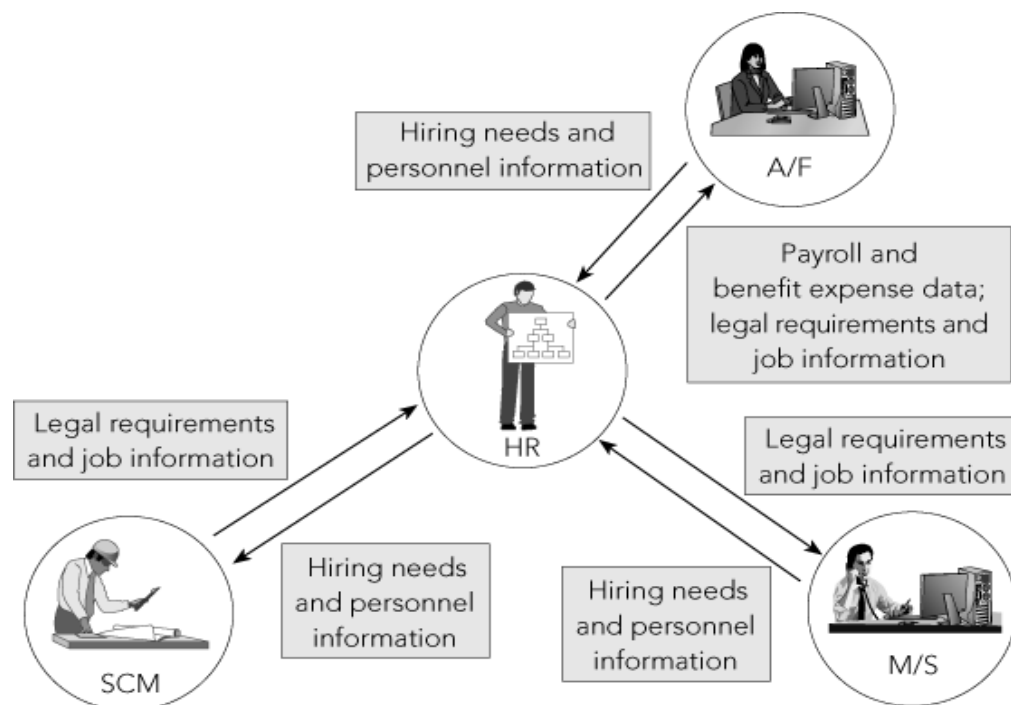 A/F
Hiring needs and
personnel information
Payroll and
benefit expense data;
legal requirements and
job information
HR
Legal requirements
and job information
Legal requirements
and job information
Hiring needs
and personnel
information
Hiring needs
and personnel
information
SCM
M/S